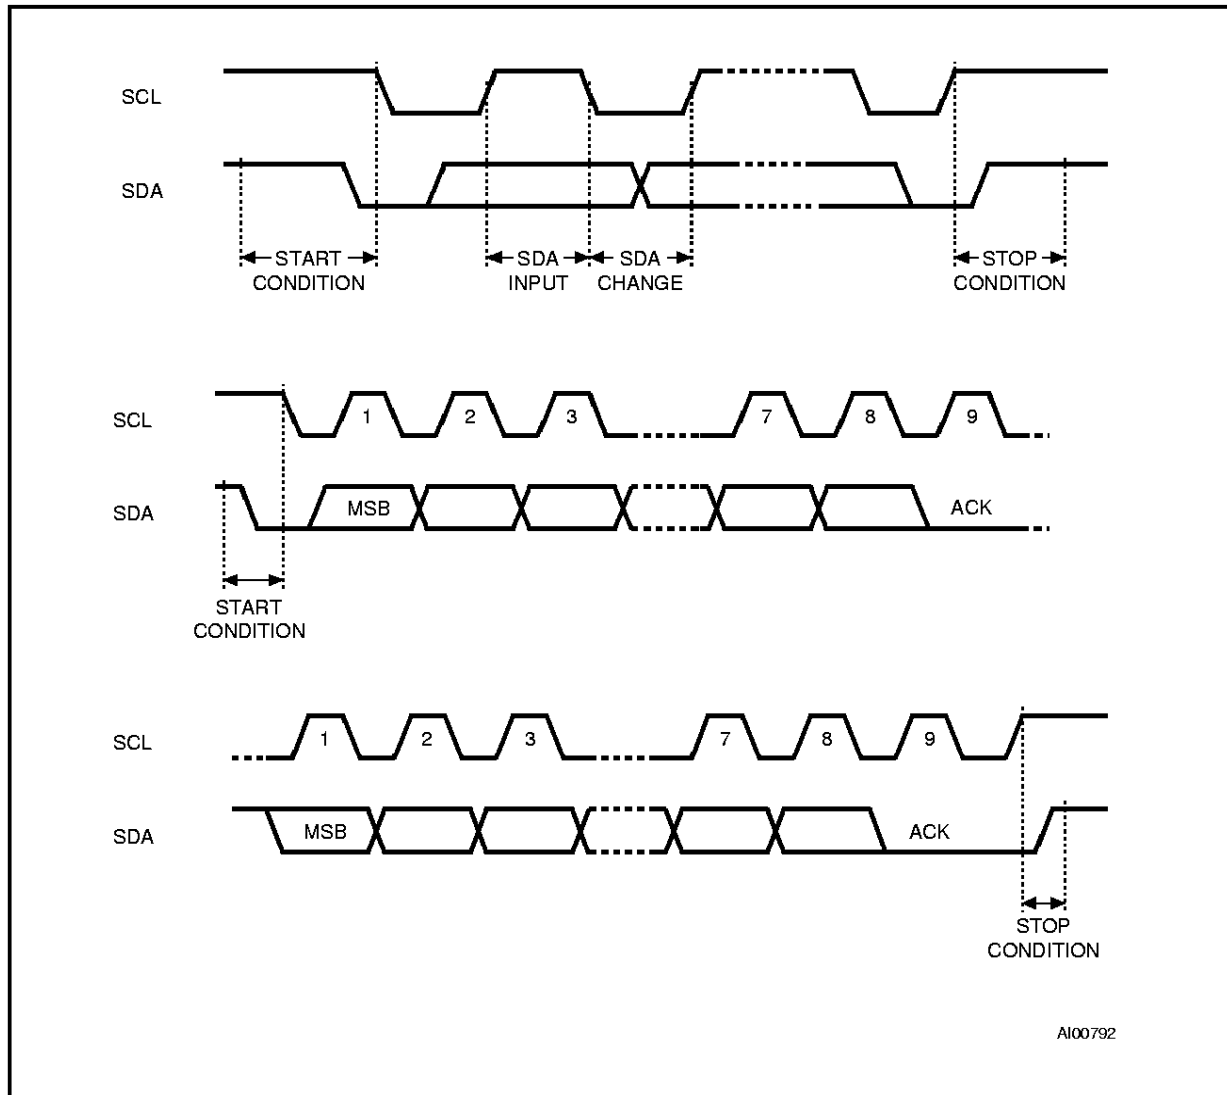 SCL
SDA
START
CONDITION
SDA
INPUT
SDA
CHANGE
STOP
CONDITION
SCL
1 2 3 7 8 9
SDA
MSB ACK
START
CONDITION
SCL
1 2 3 7 8 9
SDA
MSB ACK
STOP
CONDITION
AI00792